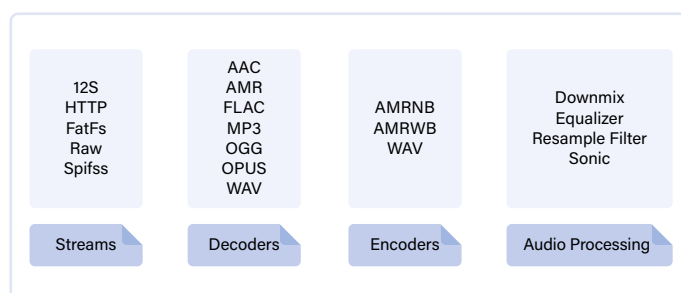 12S
HTTP
FatFs
Raw
Spifss
Streams
AAC
AMR
FLAC
MP3
OGG
OPUS
WAV
Decoders
AMRNB
AMRWB
WAV
Encoders
Downmix
Equalizer
Resample Filter
Sonic
Audio Processing